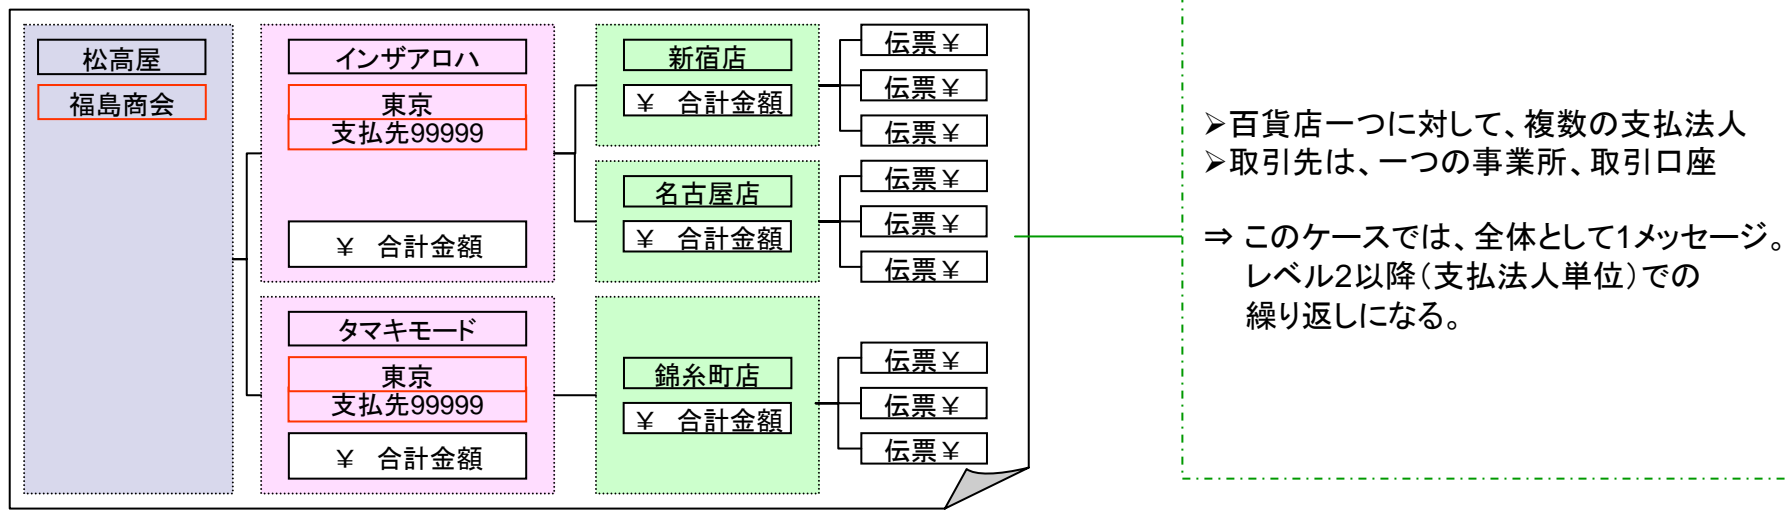 松高屋
福島商会
インザアロハ
東京
支払先99999
￥ 合計金額
新宿店
￥ 合計金額
伝票￥
伝票￥
伝票￥
名古屋店
￥ 合計金額
伝票￥
伝票￥
伝票￥
タマキモード
東京
支払先99999
￥ 合計金額
錦糸町店
￥ 合計金額
伝票￥
伝票￥
伝票￥
➢百貨店一つに対して、複数の支払法人
➢取引先は、一つの事業所、取引口座
⇒ このケースでは、全体として1メッセージ。
レベル2以降（支払法人単位）での
繰り返しになる。